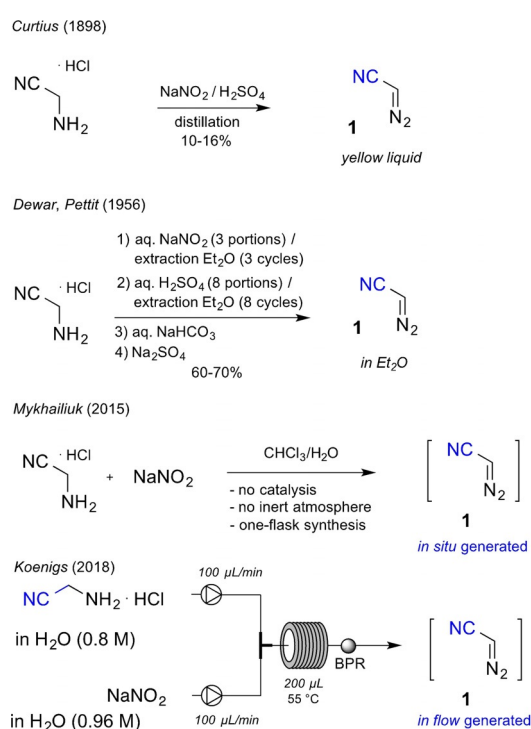 Curtius (1898)
NC
· HCl
NH₂
NaNO₂ / H₂SO₄
distillation
10-16%
NC
N₂
1
yellow liquid
Dewar, Pettit (1956)
NC
· HCl
NH₂
1) aq. NaNO₂ (3 portions) /
extraction Et₂O (3 cycles)
2) aq. H₂SO₄ (8 portions) /
extraction Et₂O (8 cycles)
3) aq. NaHCO₃
4) Na₂SO₄
60-70%
NC
N₂
1
in Et₂O
Mykhailiuk (2015)
NC
· HCl
NH₂
+
NaNO₂
CHCl₃/H₂O
- no catalysis
- no inert atmosphere
- one-flask synthesis
NC
N₂
1
in situ generated
Koenigs (2018)
NC
NH₂ · HCl
in H₂O (0.8 M)
100 µL/min
NaNO₂
in H₂O (0.96 M)
100 µL/min
200 µL
55 °C
BPR
NC
N₂
1
in flow generated